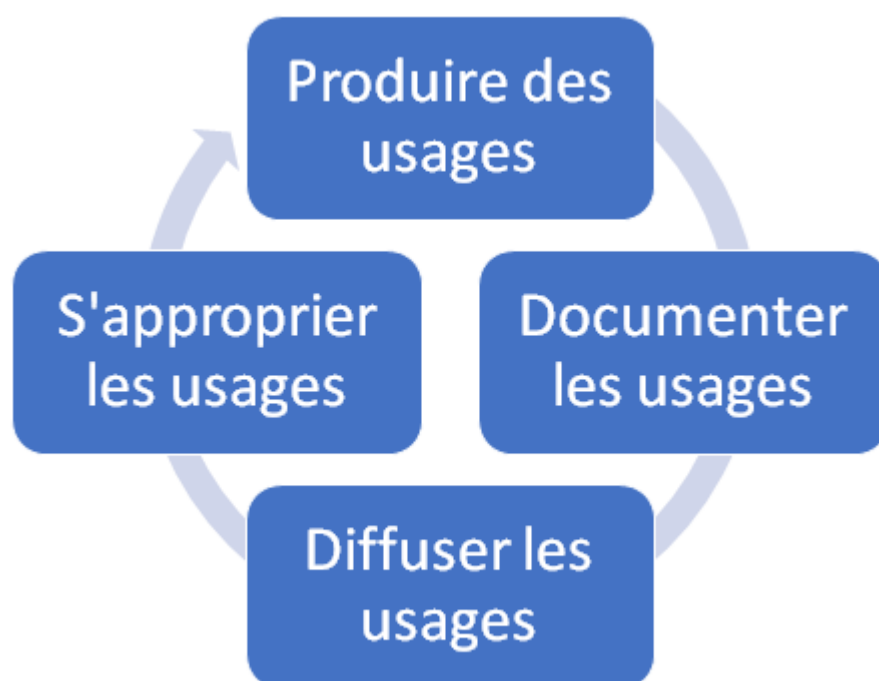 Produire des
usages
Documenter
les usages
Diffuser les
usages
S'approprier
les usages